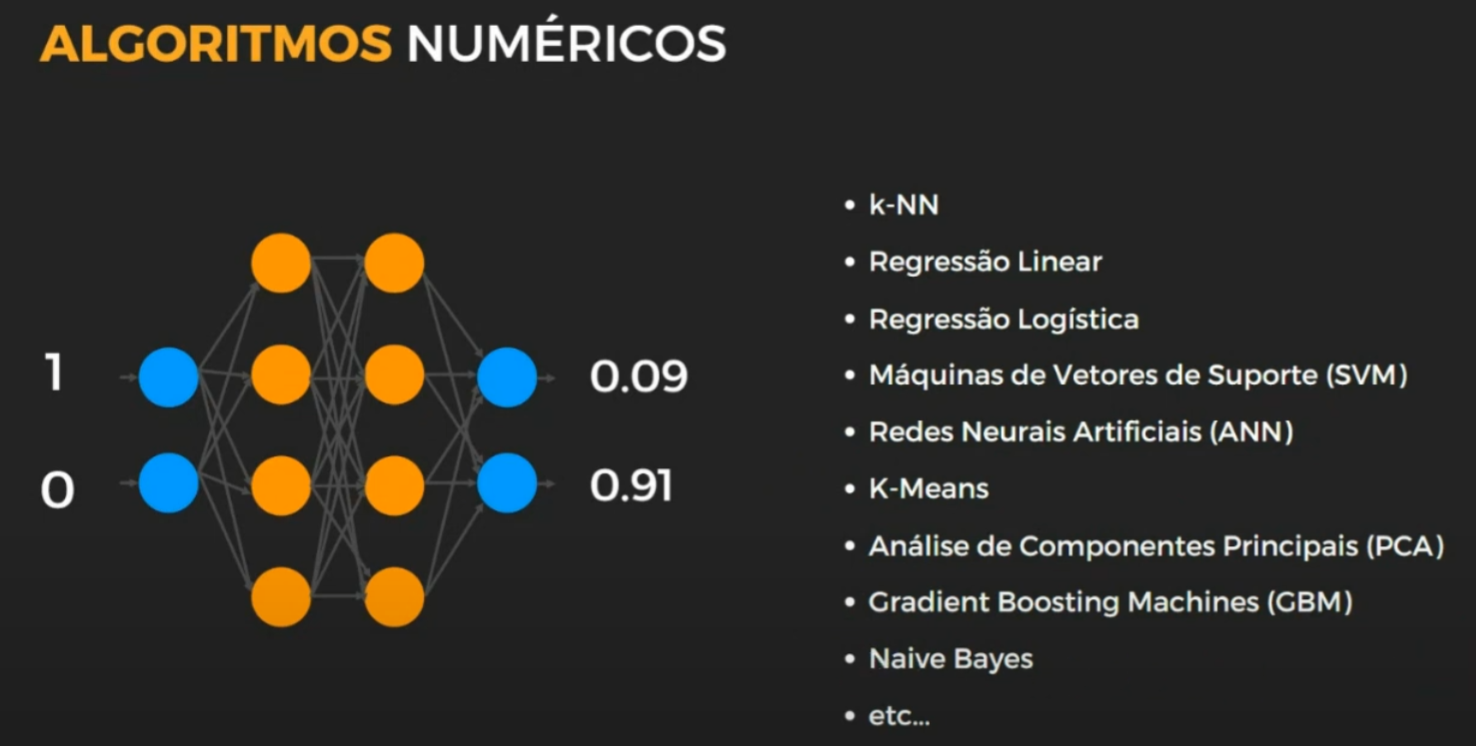 ALGORITMOS NUMÉRICOS
1
0
0.09
0.91
• k-NN
• Regressão Linear
• Regressão Logística
• Máquinas de Vetores de Suporte (SVM)
• Redes Neurais Artificiais (ANN)
• K-Means
• Análise de Componentes Principais (PCA)
• Gradient Boosting Machines (GBM)
• Naive Bayes
• etc...